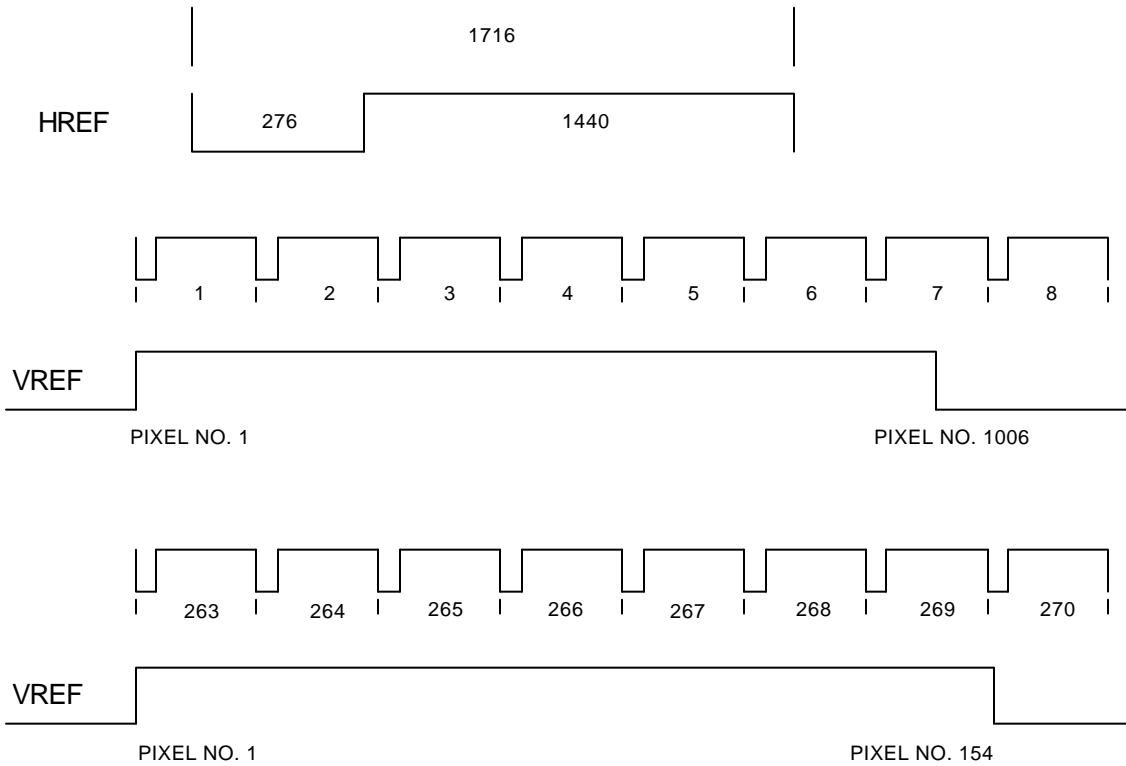 1716
HREF 276 1440
1 2 3 4 5 6 7 8
VREF
PIXEL NO. 1 PIXEL NO. 1006
263 264 265 266 267 268 269 270
VREF
PIXEL NO. 1 PIXEL NO. 154